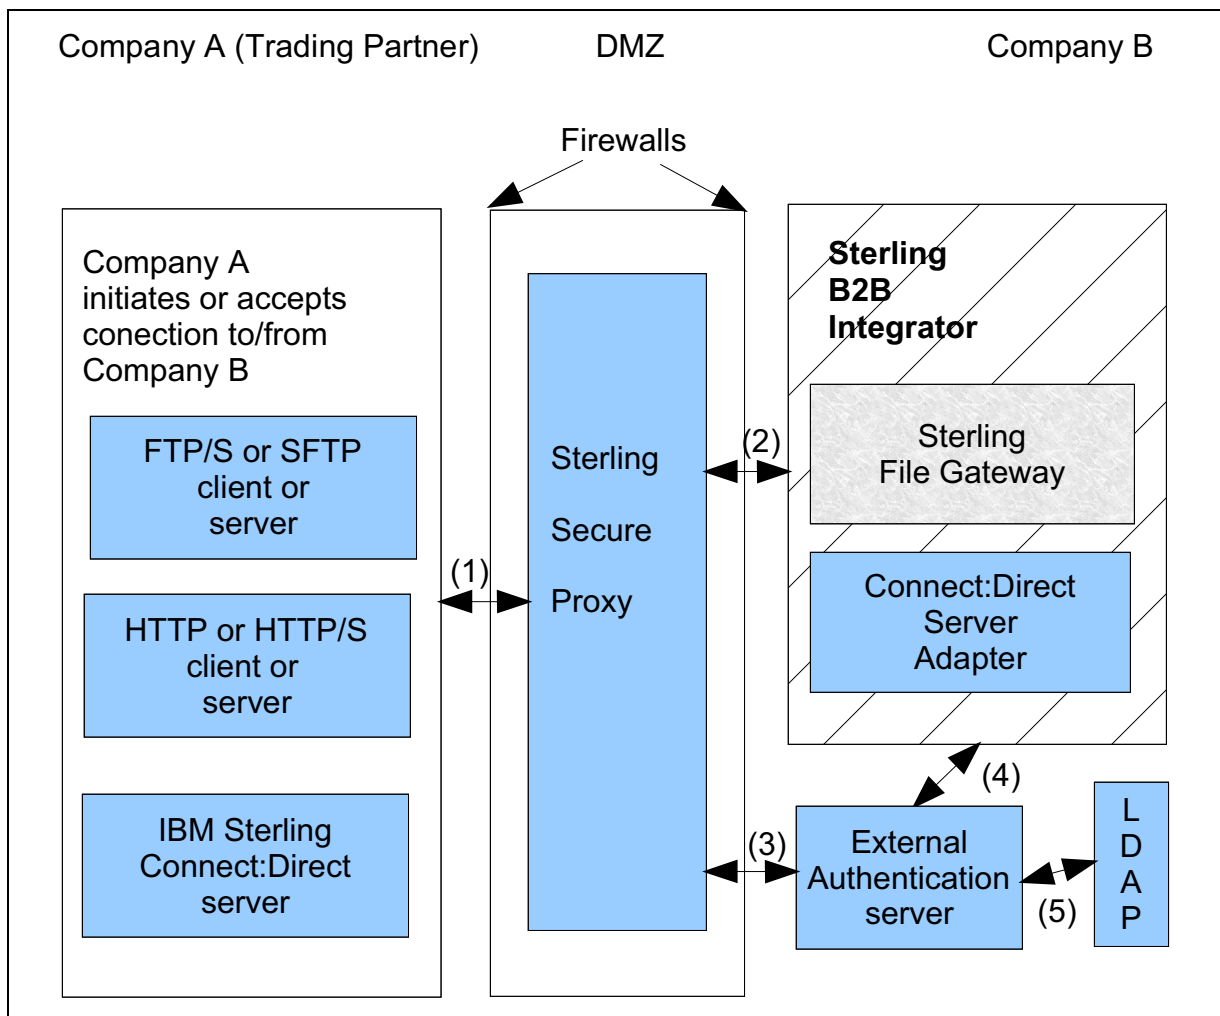 Company A (Trading Partner)
DMZ
Company B
Firewalls
Company A
initiates or accepts
conection to/from
Company B
FTP/S or SFTP
client or
server
HTTP or HTTP/S
client or
server
IBM Sterling
Connect:Direct
server
(1)
Sterling
Secure
Proxy
(2)
(3)
Sterling
B2B
Integrator
Sterling
File Gateway
Connect:Direct
Server
Adapter
(4)
External
Authentication
server
(5)
L
D
A
P